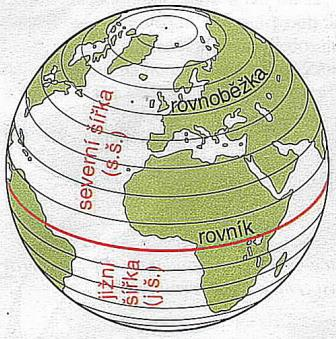 rovnoběžka
severní šířka
(s.š.)
rovník
jižní
šířka
(j.š.)